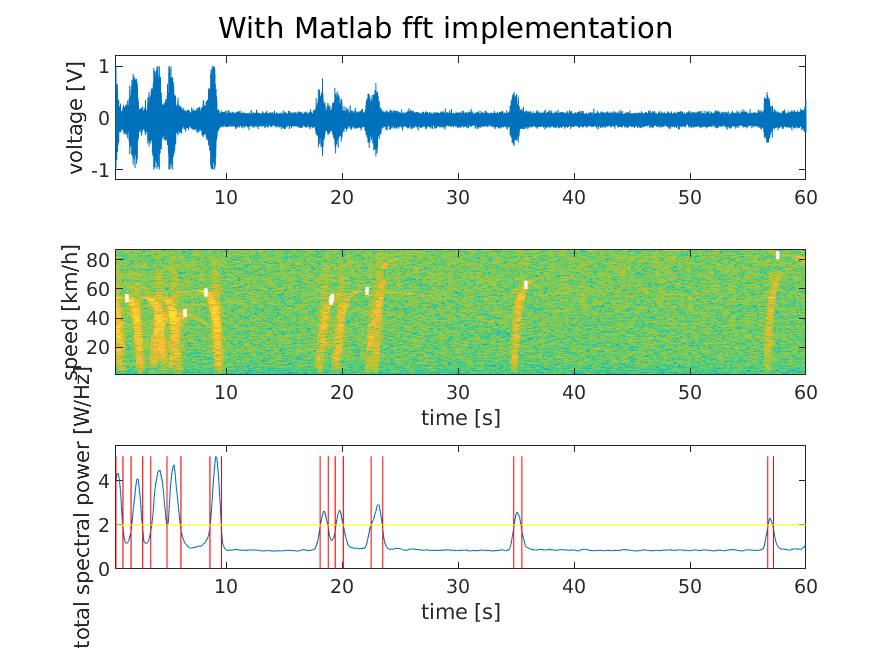 With Matlab fft implementation
voltage [V]
1
0
-1
10 20 30 40 50 60
speed [km/h]
80
60
40
20
10 20 30 40 50 60
time [s]
total spectral power [W/Hz]
4
2
0
10 20 30 40 50 60
time [s]